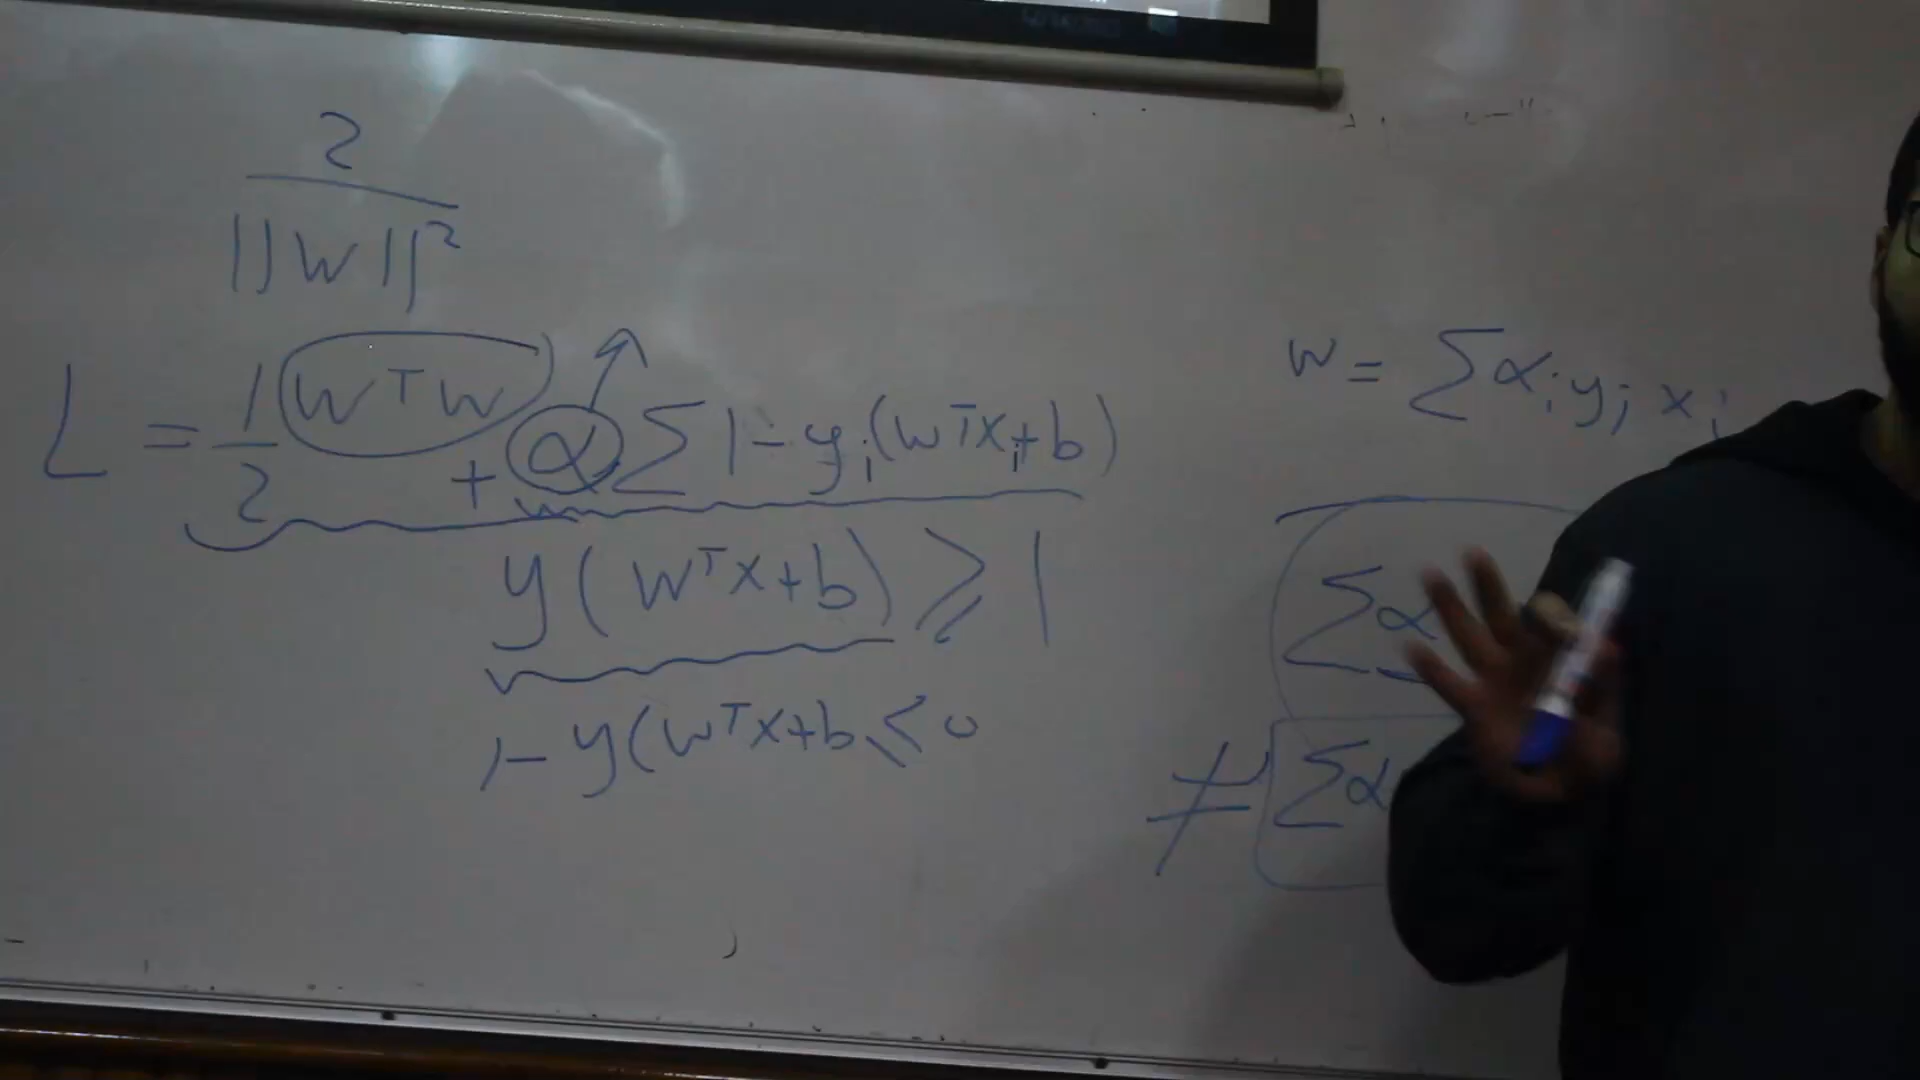 2
||W||²
L = 1/2 WᵀW + α Σ 1 - yᵢ(wᵀxᵢ+b)
y(wᵀx+b) ≥ 1
1 - y(wᵀx+b ≤ 0
w = Σ αᵢ yᵢ xᵢ
Σα
≠ Σα